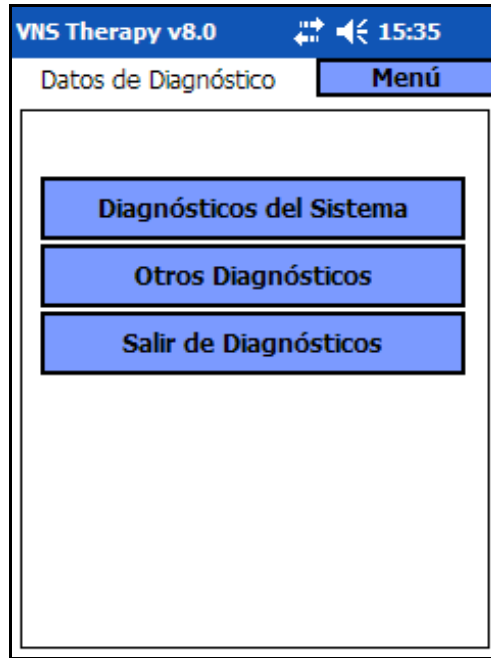 VNS Therapy v8.0 15:35
Datos de Diagnóstico Menú
Diagnósticos del Sistema
Otros Diagnósticos
Salir de Diagnósticos